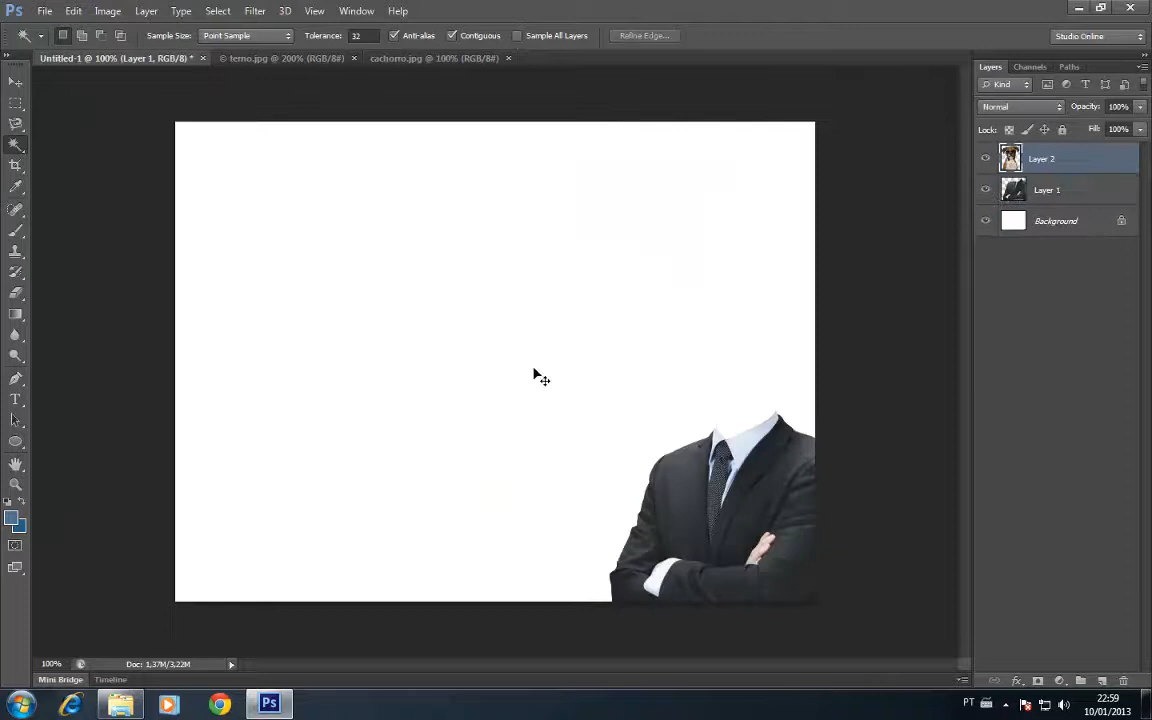 Ps File Edit Image Layer Type Select Filter 3D View Window Help
Sample Size: Point Sample Tolerance: 32 Anti-alias Contiguous Sample All Layers Refine Edge... Studio Online
Untitled-1 @ 100% (Layer 1, RGB/8) * × © terno.jpg @ 200% (RGB/8#) × cachorro.jpg @ 100% (RGB/8#) ×
Layers Channels Paths
Kind
Normal Opacity: 100%
Lock: Fill: 100%
Layer 2
Layer 1
Background
100% Doc: 1,37M/3,22M
Mini Bridge Timeline
Ps PT 22:59
10/01/2013